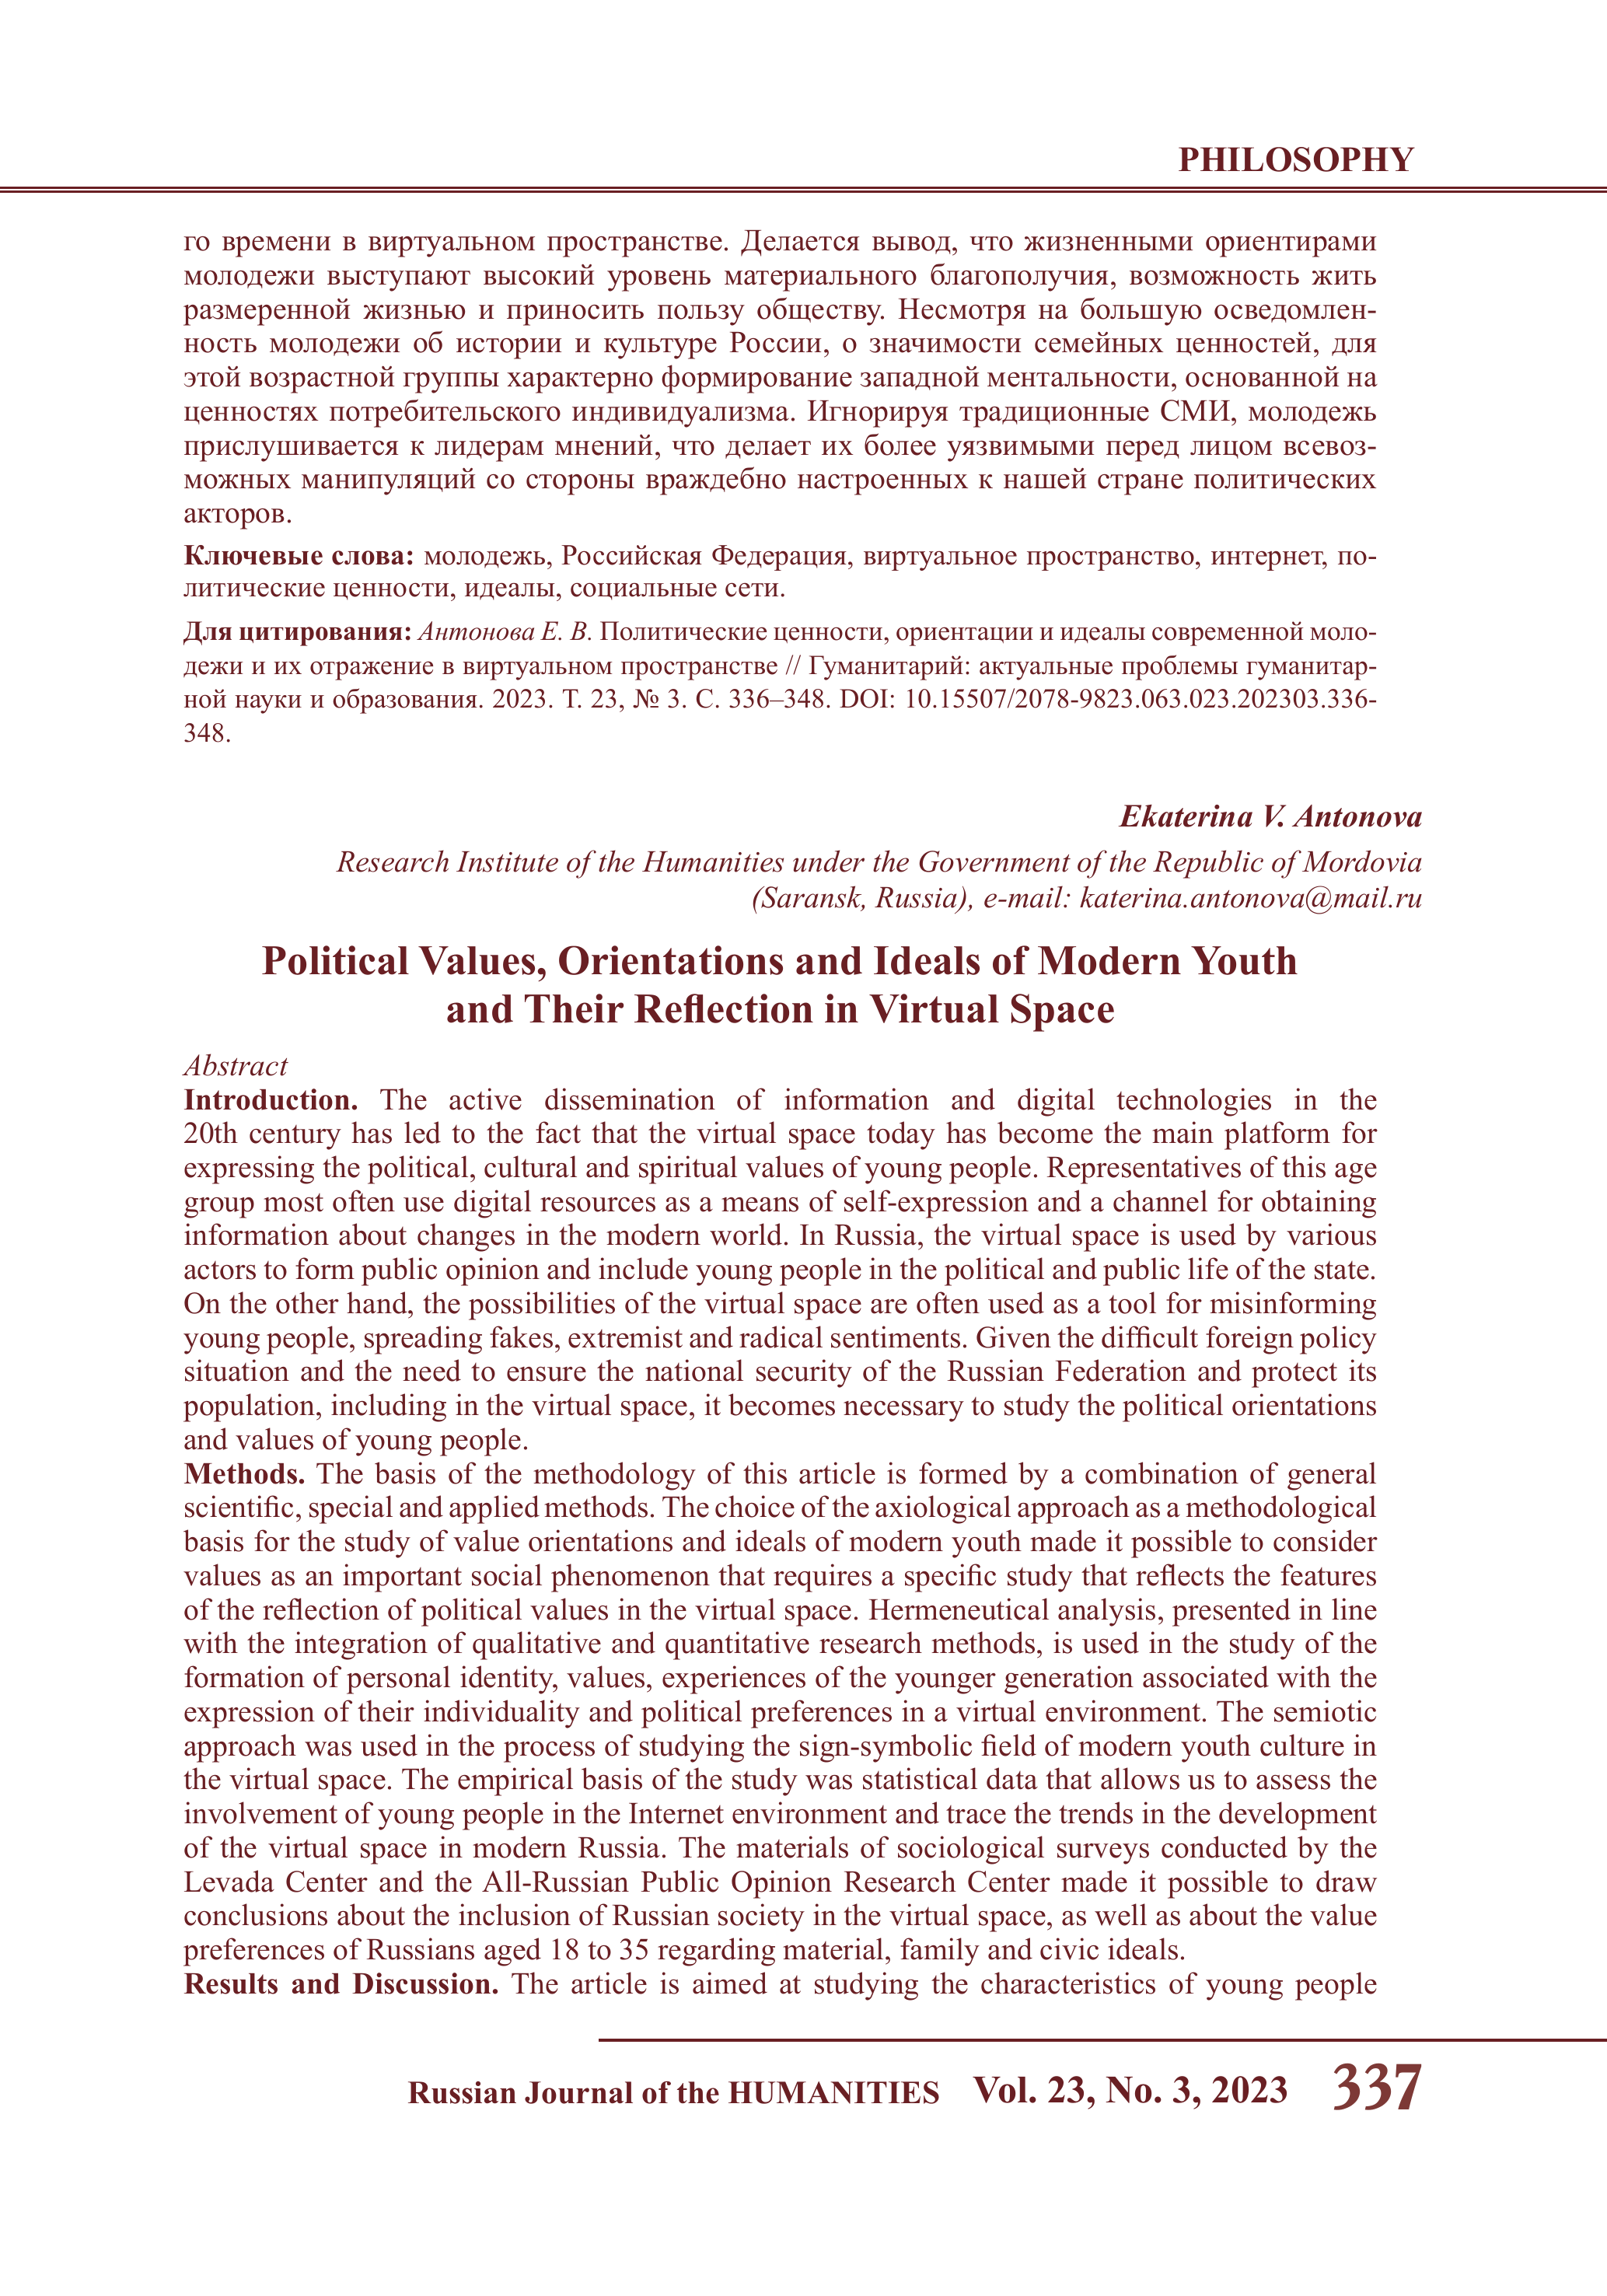 PHILOSOPHY
го времени в виртуальном пространстве. Делается вывод, что жизненными ориентирами
молодежи выступают высокий уровень материального благополучия, возможность жить
размеренной жизнью и приносить пользу обществу. Несмотря на большую осведомлен-
ность молодежи об истории и культуре России, о значимости семейных ценностей, для
этой возрастной группы характерно формирование западной ментальности, основанной на
ценностях потребительского индивидуализма. Игнорируя традиционные СМИ, молодежь
прислушивается к лидерам мнений, что делает их более уязвимыми перед лицом всевоз-
можных манипуляций со стороны враждебно настроенных к нашей стране политических
акторов.
Ключевые слова: молодежь, Российская Федерация, виртуальное пространство, интернет, по-
литические ценности, идеалы, социальные сети.
Для цитирования: Антонова Е. В. Политические ценности, ориентации и идеалы современной моло-
дежи и их отражение в виртуальном пространстве // Гуманитарий: актуальные проблемы гуманитар-
ной науки и образования. 2023. Т. 23, № 3. С. 336–348. DOI: 10.15507/2078-9823.063.023.202303.336-
348.
Ekaterina V. Antonova
Research Institute of the Humanities under the Government of the Republic of Mordovia
(Saransk, Russia), e-mail: katerina.antonova@mail.ru
Political Values, Orientations and Ideals of Modern Youth
and Their Reflection in Virtual Space
Abstract
Introduction. The active dissemination of information and digital technologies in the
20th century has led to the fact that the virtual space today has become the main platform for
expressing the political, cultural and spiritual values of young people. Representatives of this age
group most often use digital resources as a means of self-expression and a channel for obtaining
information about changes in the modern world. In Russia, the virtual space is used by various
actors to form public opinion and include young people in the political and public life of the state.
On the other hand, the possibilities of the virtual space are often used as a tool for misinforming
young people, spreading fakes, extremist and radical sentiments. Given the difficult foreign policy
situation and the need to ensure the national security of the Russian Federation and protect its
population, including in the virtual space, it becomes necessary to study the political orientations
and values of young people.
Methods. The basis of the methodology of this article is formed by a combination of general
scientific, special and applied methods. The choice of the axiological approach as a methodological
basis for the study of value orientations and ideals of modern youth made it possible to consider
values as an important social phenomenon that requires a specific study that reflects the features
of the reflection of political values in the virtual space. Hermeneutical analysis, presented in line
with the integration of qualitative and quantitative research methods, is used in the study of the
formation of personal identity, values, experiences of the younger generation associated with the
expression of their individuality and political preferences in a virtual environment. The semiotic
approach was used in the process of studying the sign-symbolic field of modern youth culture in
the virtual space. The empirical basis of the study was statistical data that allows us to assess the
involvement of young people in the Internet environment and trace the trends in the development
of the virtual space in modern Russia. The materials of sociological surveys conducted by the
Levada Center and the All-Russian Public Opinion Research Center made it possible to draw
conclusions about the inclusion of Russian society in the virtual space, as well as about the value
preferences of Russians aged 18 to 35 regarding material, family and civic ideals.
Results and Discussion. The article is aimed at studying the characteristics of young people
Russian Journal of the HUMANITIES Vol. 23, No. 3, 2023 337